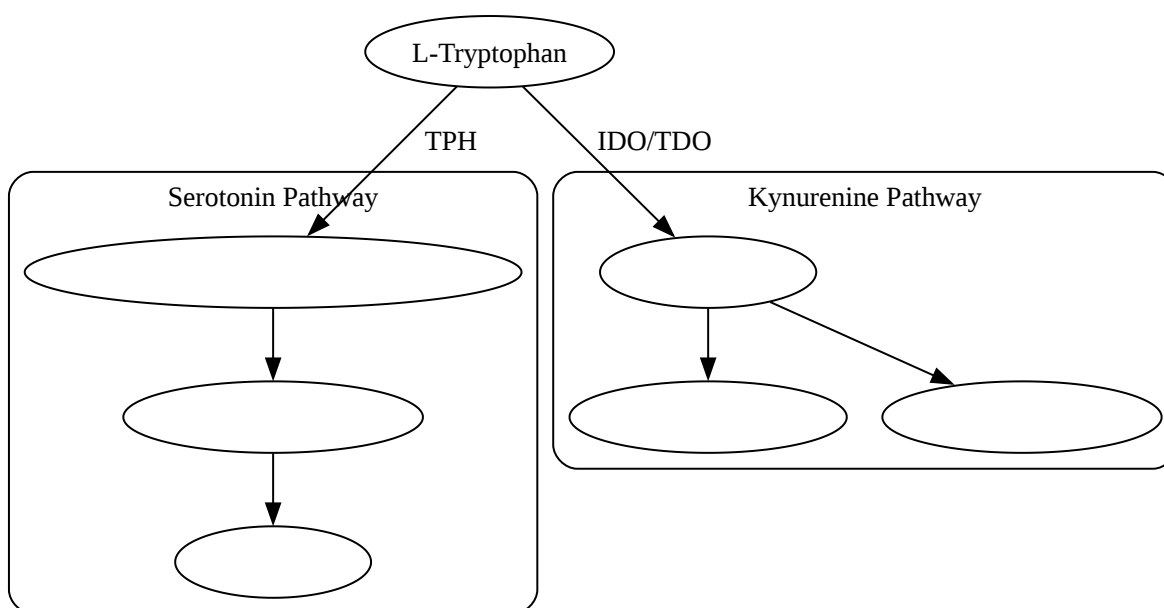 L-Tryptophan
TPH
IDO/TDO
Serotonin Pathway
Kynurenine Pathway